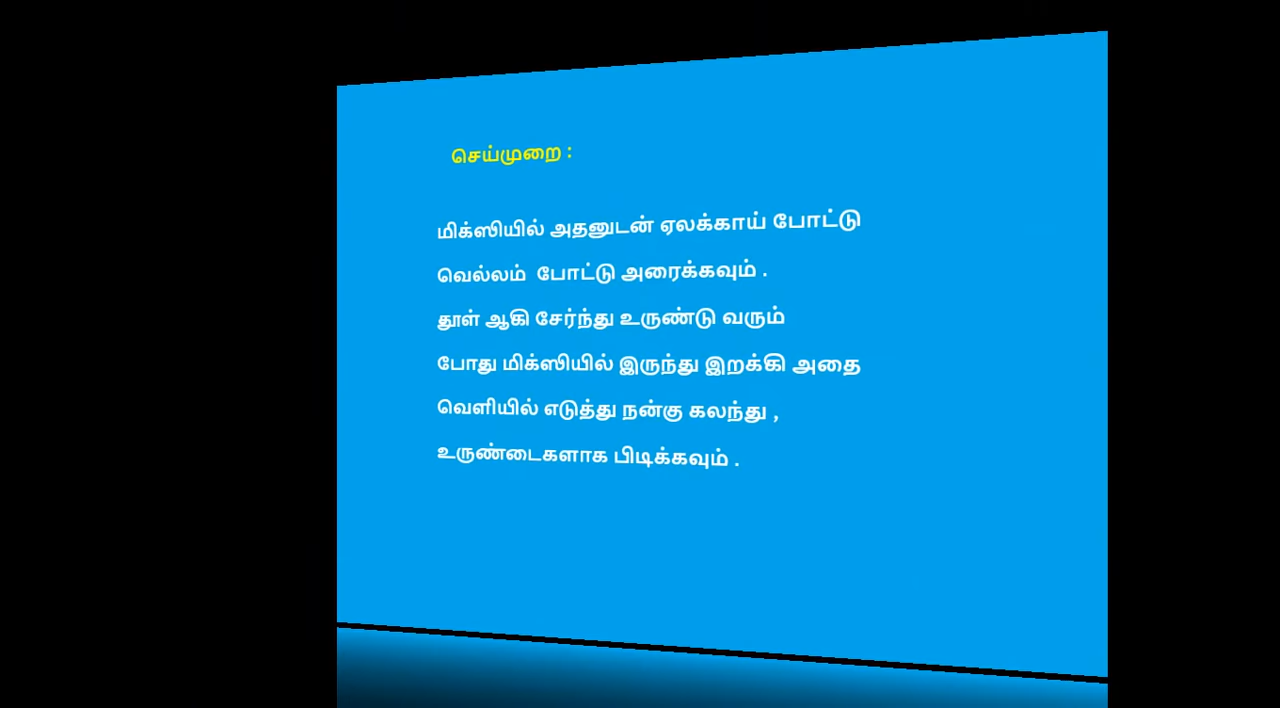 செய்முறை :
மிக்ஸியில் அதனுடன் ஏலக்காய் போட்டு
வெல்லம் போட்டு அரைக்கவும் .
தூள் ஆகி சேர்ந்து உருண்டு வரும்
போது மிக்ஸியில் இருந்து இறக்கி அதை
வெளியில் எடுத்து நன்கு கலந்து ,
உருண்டைகளாக பிடிக்கவும் .